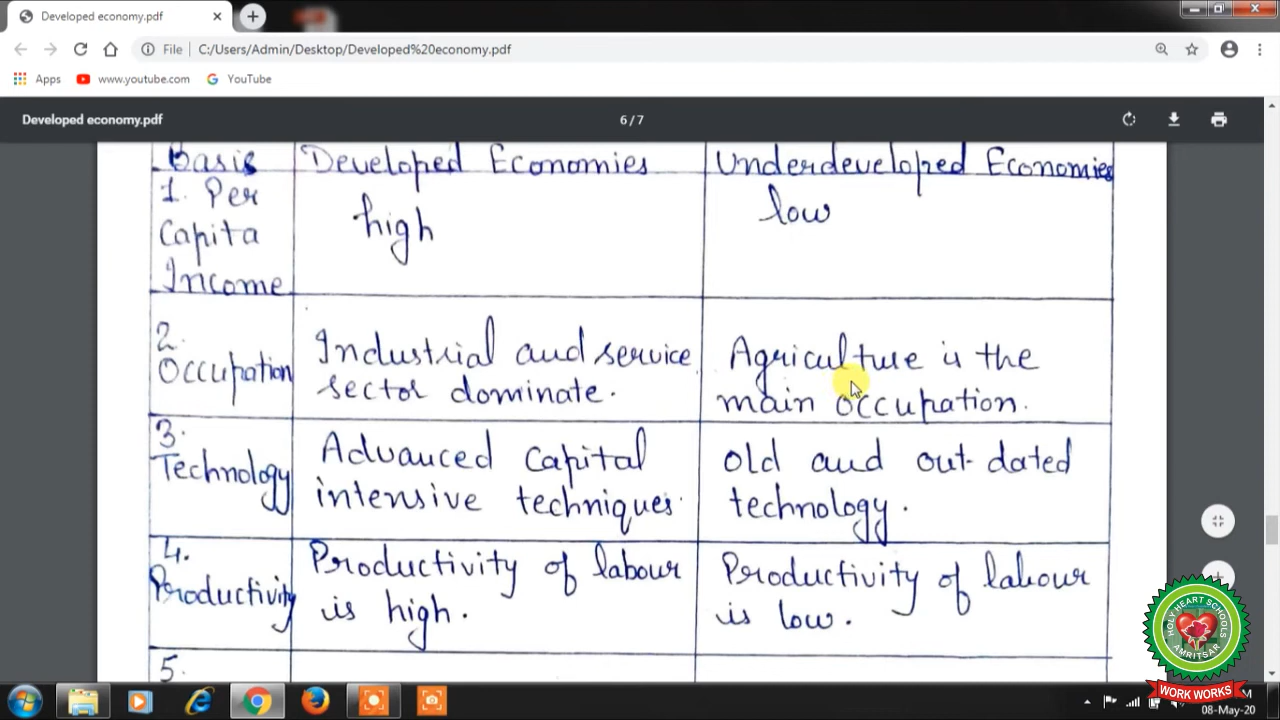 Developed economy.pdf
File C:/Users/Admin/Desktop/Developed%20economy.pdf
Apps www.youtube.com YouTube
Developed economy.pdf 6/7
Basis Developed Economies Underdeveloped Economies
1. Per Capita Income high low
2. Occupation
Industrial and service
sector dominate.
Agriculture is the
main occupation.
3. Technology
Advanced Capital
intensive techniques.
Old and out-dated
technology.
4. Productivity
Productivity of labour
is high.
Productivity of labour
is low.
5.
HOLY HEART SCHOOLS
AMRITSAR
WORK WORKS
08-May-20